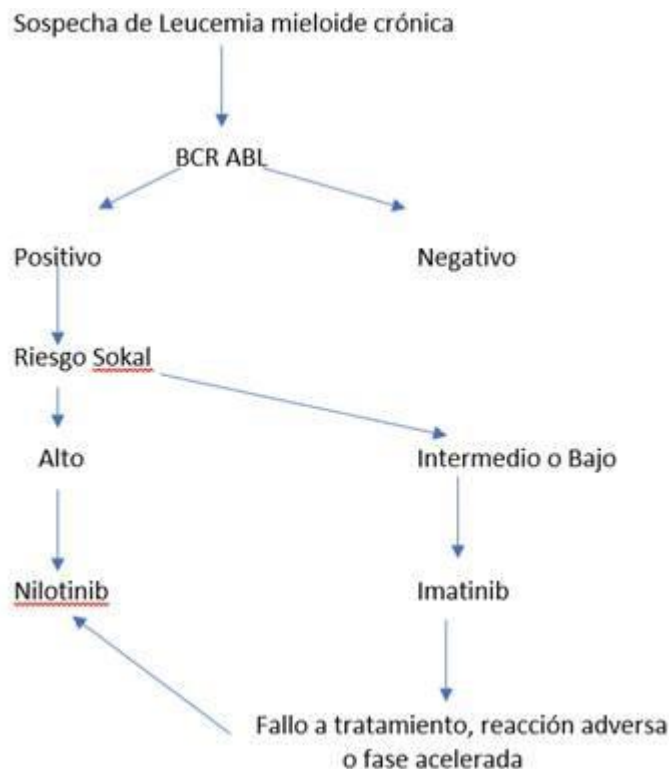 Sospecha de Leucemia mieloide crónica
BCR ABL
Positivo
Negativo
Riesgo Sokal
Alto
Intermedio o Bajo
Nilotinib
Imatinib
Fallo a tratamiento, reacción adversa
o fase acelerada